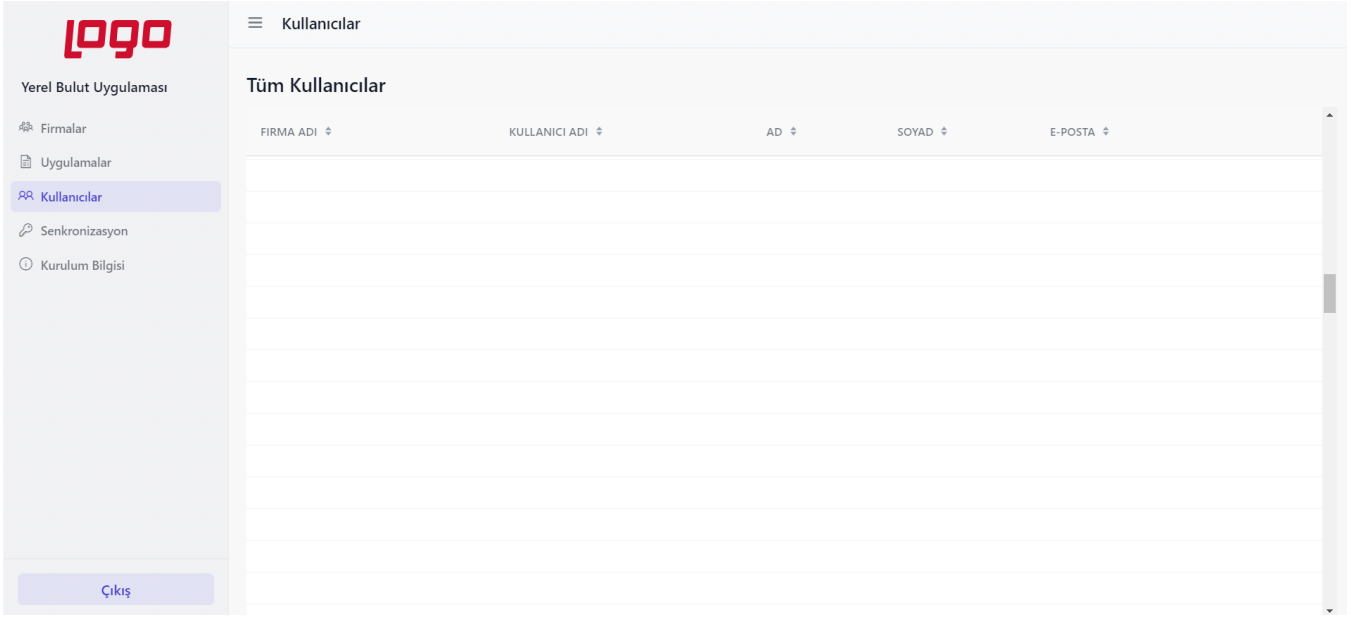 logo
Kullanıcılar
Yerel Bulut Uygulaması
Firmalar
Uygulamalar
Kullanıcılar
Senkronizasyon
Kurulum Bilgisi
Çıkış
Tüm Kullanıcılar
FIRMA ADI KULLANICI ADI AD SOYAD E-POSTA